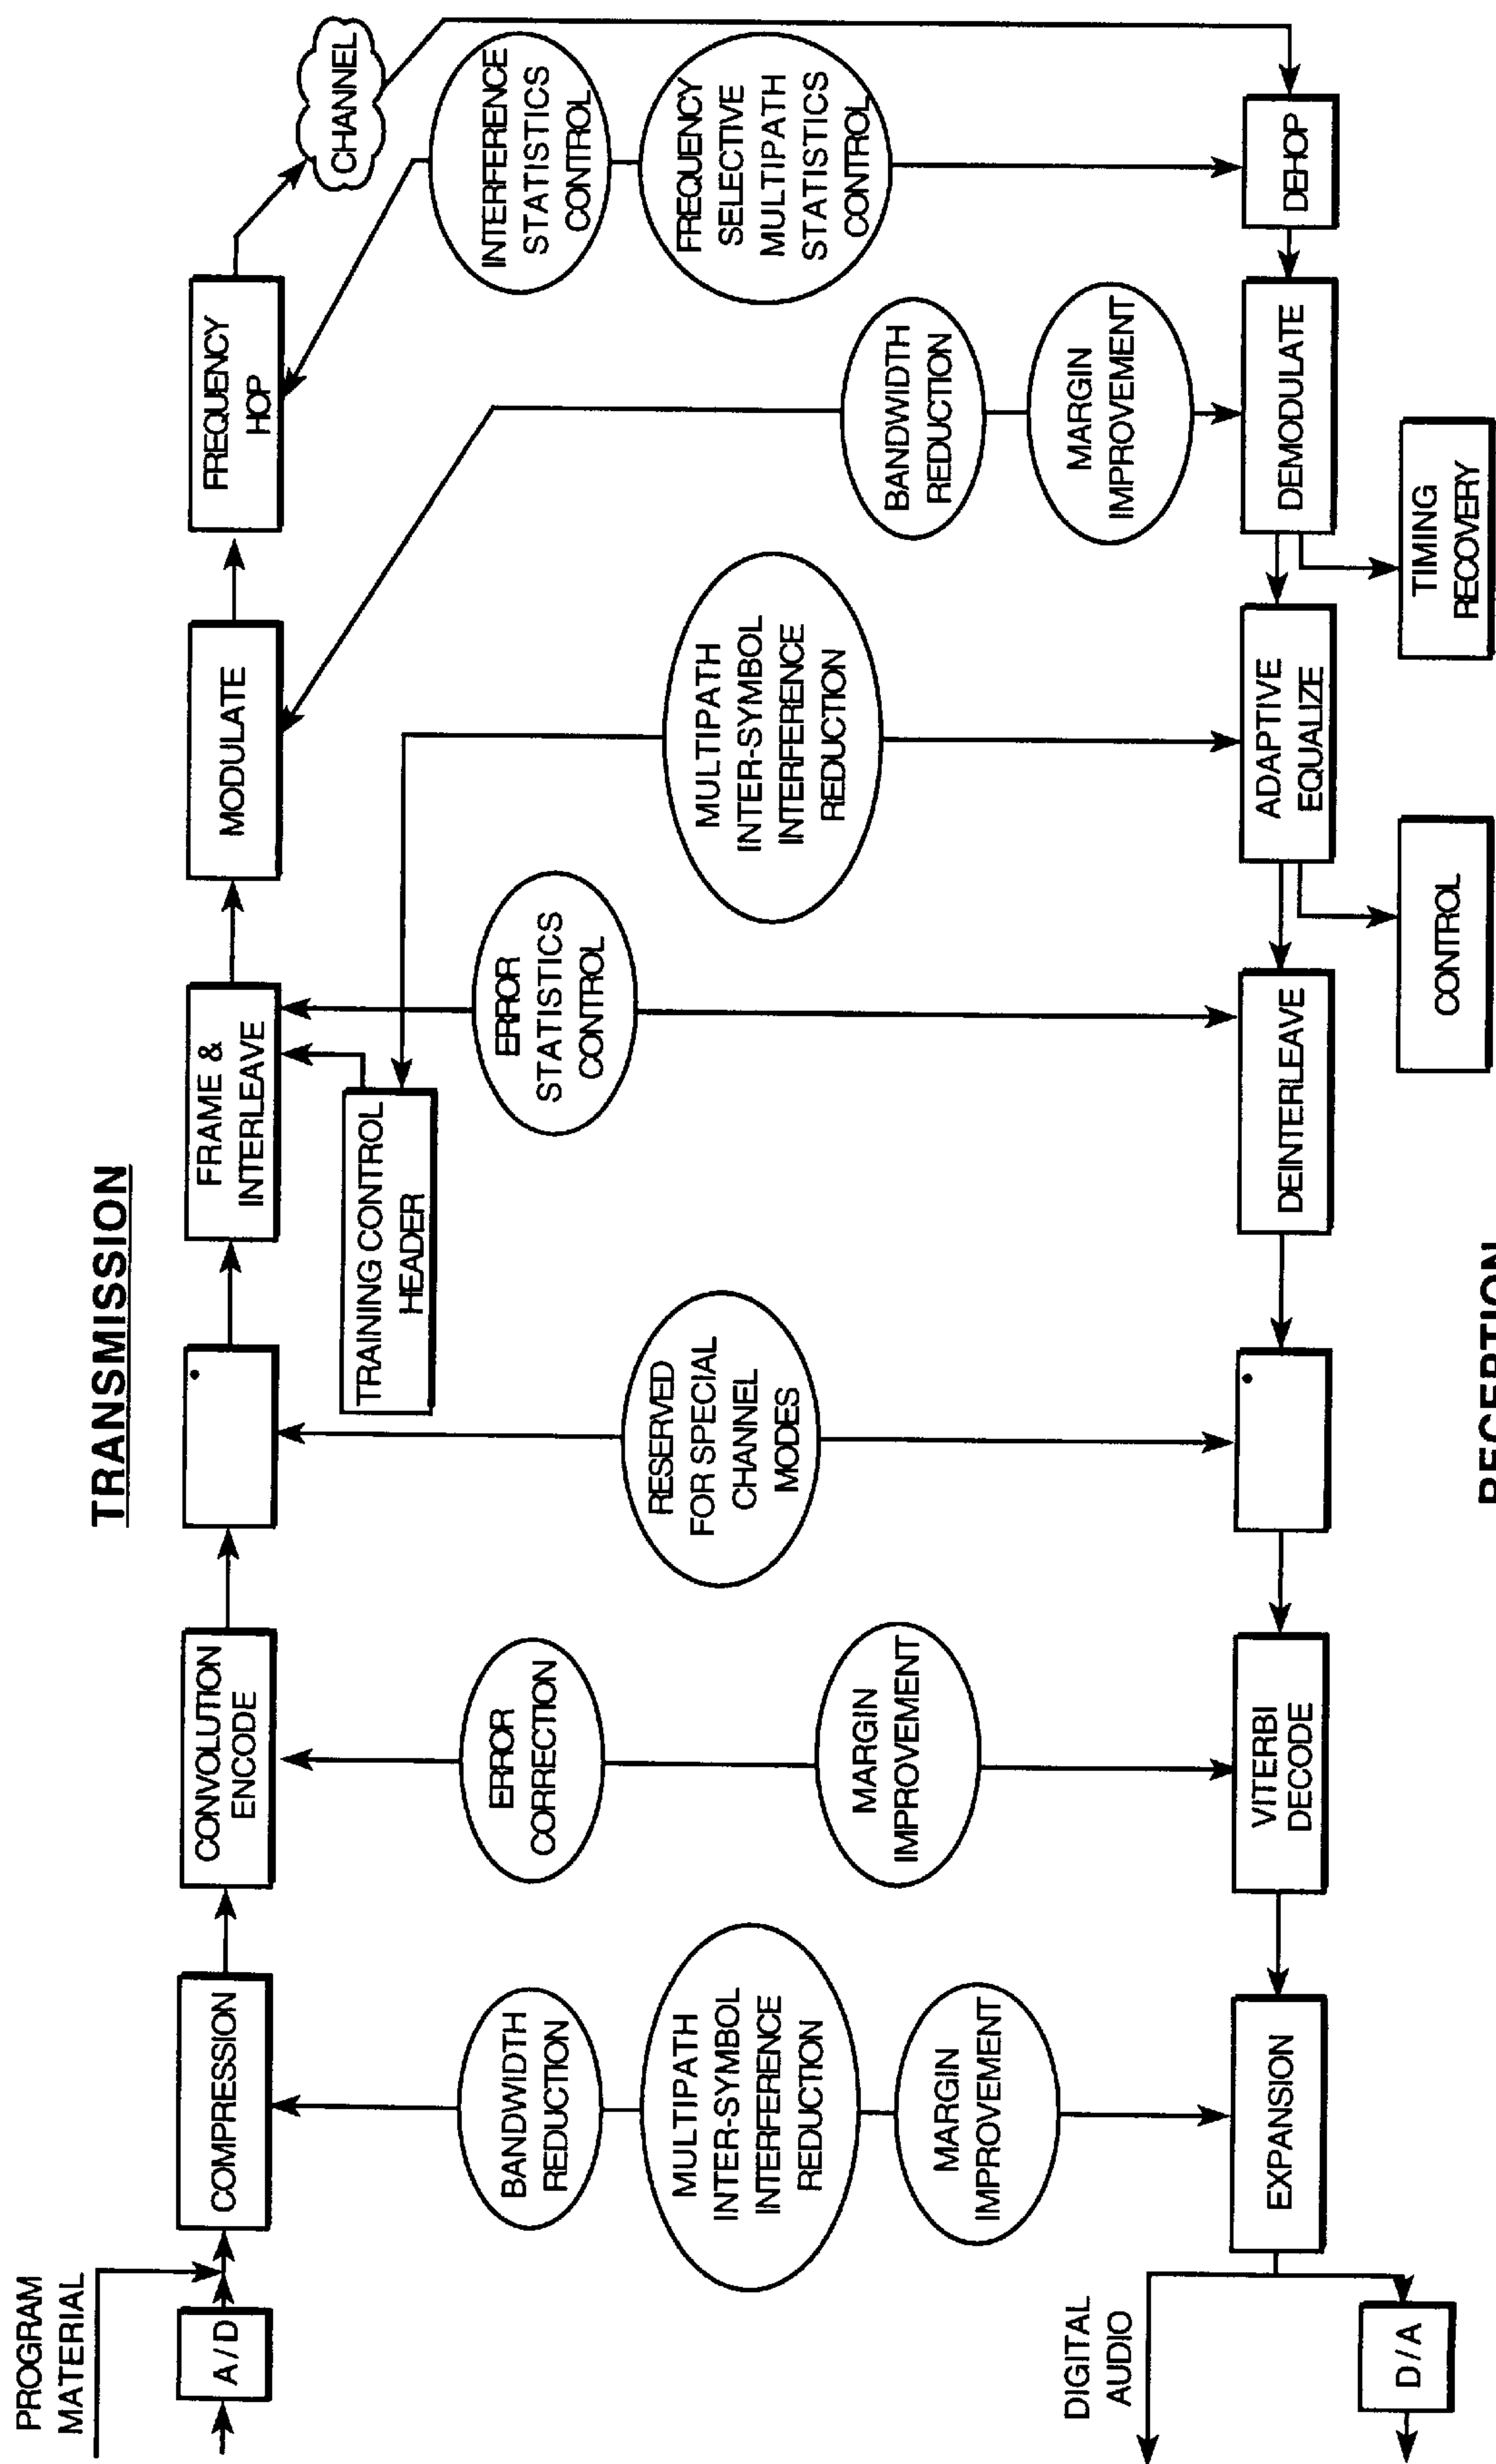 TRANSMISSION
PROGRAM
MATERIAL
A/D
COMPRESSION
CONVOLUTION
ENCODE
FRAME &
INTERLEAVE
MODULATE
FREQUENCY
HOP
CHANNEL
TRAINING CONTROL
HEADER
BANDWIDTH
REDUCTION
MULTIPATH
INTER-SYMBOL
INTERFERENCE
REDUCTION
MARGIN
IMPROVEMENT
ERROR
CORRECTION
MARGIN
IMPROVEMENT
RESERVED
FOR SPECIAL
CHANNEL
MODES
ERROR
STATISTICS
CONTROL
MULTIPATH
INTER-SYMBOL
INTERFERENCE
REDUCTION
BANDWIDTH
REDUCTION
MARGIN
IMPROVEMENT
INTERFERENCE
STATISTICS
CONTROL
FREQUENCY
SELECTIVE
MULTIPATH
STATISTICS
CONTROL
DIGITAL
AUDIO
D/A
EXPANSION
VITERBI
DECODE
DEINTERLEAVE
ADAPTIVE
EQUALIZE
DEMODULATE
DEHOP
CONTROL
TIMING
RECOVERY
RECEPTION